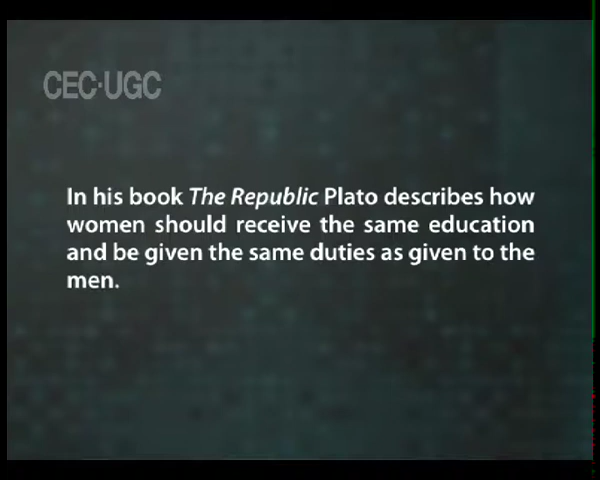 CEC-UGC
In his book The Republic Plato describes how
women should receive the same education
and be given the same duties as given to the
men.